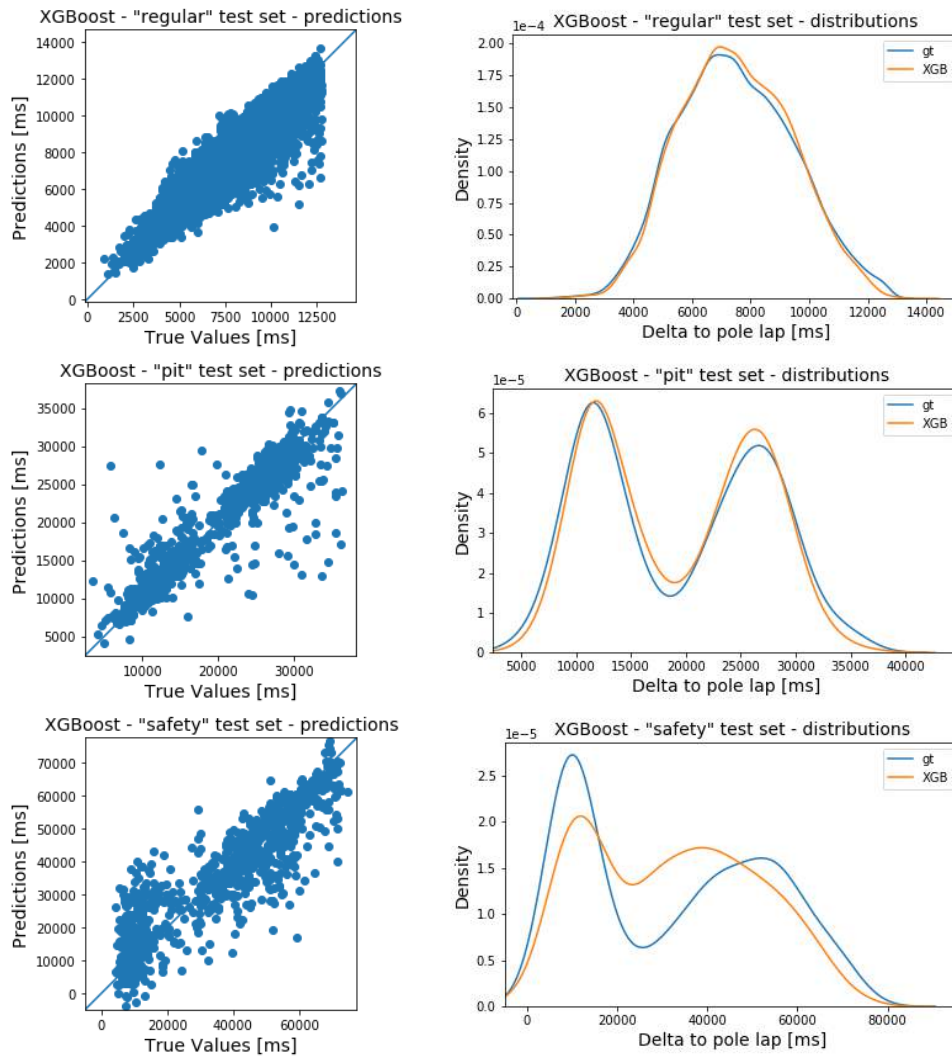 XGBoost - "regular" test set - predictions
14000
12000
10000
8000
6000
4000
2000
0
Predictions [ms]
0 2500 5000 7500 10000 12500
True Values [ms]
XGBoost - "regular" test set - distributions
1e-4
2.00
1.75
1.50
1.25
1.00
0.75
0.50
0.25
0.00
Density
gt
XGB
0 2000 4000 6000 8000 10000 12000 14000
Delta to pole lap [ms]
XGBoost - "pit" test set - predictions
35000
30000
25000
20000
15000
10000
5000
Predictions [ms]
10000 20000 30000
True Values [ms]
XGBoost - "pit" test set - distributions
1e-5
6
5
4
3
2
1
0
Density
gt
XGB
5000 10000 15000 20000 25000 30000 35000 40000
Delta to pole lap [ms]
XGBoost - "safety" test set - predictions
70000
60000
50000
40000
30000
20000
10000
0
Predictions [ms]
0 20000 40000 60000
True Values [ms]
XGBoost - "safety" test set - distributions
1e-5
2.5
2.0
1.5
1.0
0.5
0.0
Density
gt
XGB
0 20000 40000 60000 80000
Delta to pole lap [ms]